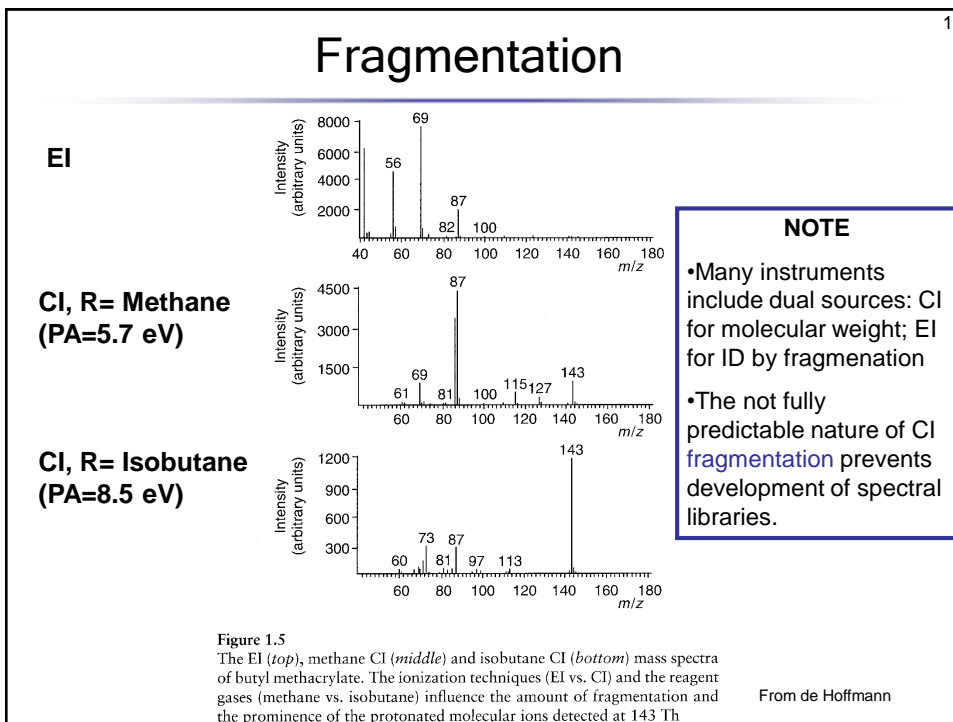 1
Fragmentation
EI
Intensity
(arbitrary units)
8000
6000
4000
2000
56
69
82
87
100
40 60 80 100 120 140 160 180
m/z
CI, R= Methane
(PA=5.7 eV)
Intensity
(arbitrary units)
4500
3000
1500
61
69
81
87
100
115
127
143
60 80 100 120 140 160 180
m/z
CI, R= Isobutane
(PA=8.5 eV)
Intensity
(arbitrary units)
1200
900
600
300
60
73
81
87
97
113
143
60 80 100 120 140 160 180
m/z
NOTE
•Many instruments
include dual sources: CI
for molecular weight; EI
for ID by fragmenation
•The not fully
predictable nature of CI
fragmentation prevents
development of spectral
libraries.
Figure 1.5
The EI (top), methane CI (middle) and isobutane CI (bottom) mass spectra
of butyl methacrylate. The ionization techniques (EI vs. CI) and the reagent
gases (methane vs. isobutane) influence the amount of fragmentation and
the prominence of the protonated molecular ions detected at 143 Th
From de Hoffmann